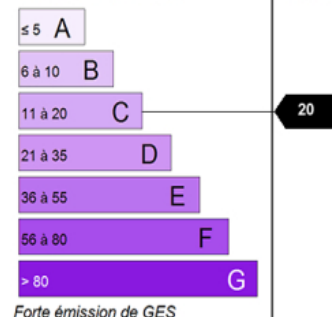 ≤ 5 A
6 à 10 B
11 à 20 C 20
21 à 35 D
36 à 55 E
56 à 80 F
> 80 G
Forte émission de GES